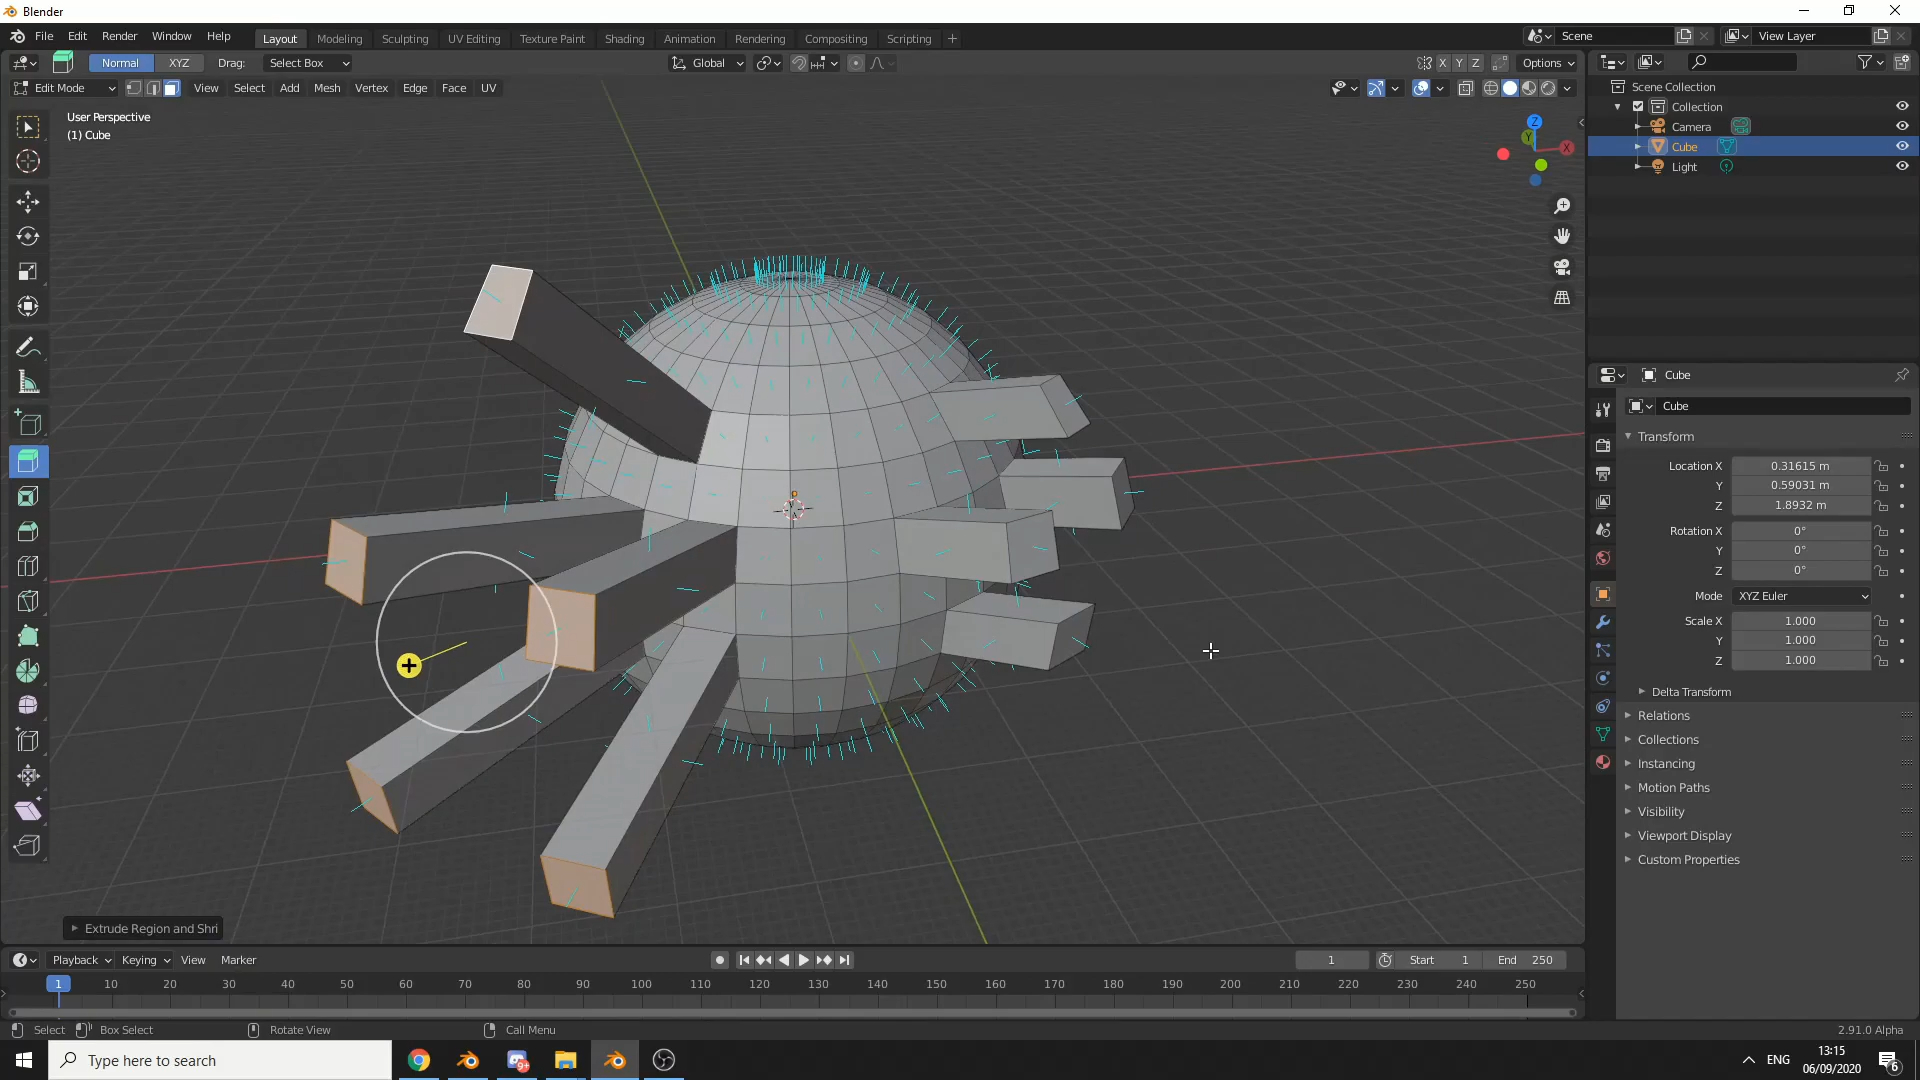 Blender
File Edit Render Window Help
Layout Modeling Sculpting UV Editing Texture Paint Shading Animation Rendering Compositing Scripting +
Scene
View Layer
Normal XYZ Drag: Select Box
Global
X Y Z Options
Edit Mode View Select Add Mesh Vertex Edge Face UV
User Perspective
(1) Cube
Z
Y
X
Scene Collection
Collection
Camera
Cube
Light
Cube
Cube
Transform
Location X 0.31615 m
Y 0.59031 m
Z 1.8932 m
Rotation X 0°
Y 0°
Z 0°
Mode XYZ Euler
Scale X 1.000
Y 1.000
Z 1.000
Delta Transform
Relations
Collections
Instancing
Motion Paths
Visibility
Viewport Display
Custom Properties
Extrude Region and Shri
Playback Keying View Marker
1 Start 1 End 250
1 10 20 30 40 50 60 70 80 90 100 110 120 130 140 150 160 170 180 190 200 210 220 230 240 250
Select Box Select Rotate View Call Menu 2.91.0 Alpha
Type here to search
9+
ENG
13:15
06/09/2020
6